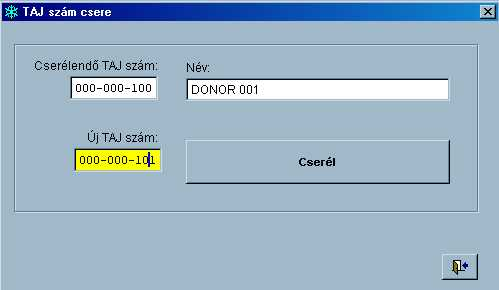 TAJ szám csere
Cserélendő TAJ szám:
Név:
000-000-100
DONOR 001
Új TAJ szám:
000-000-101
Cserél